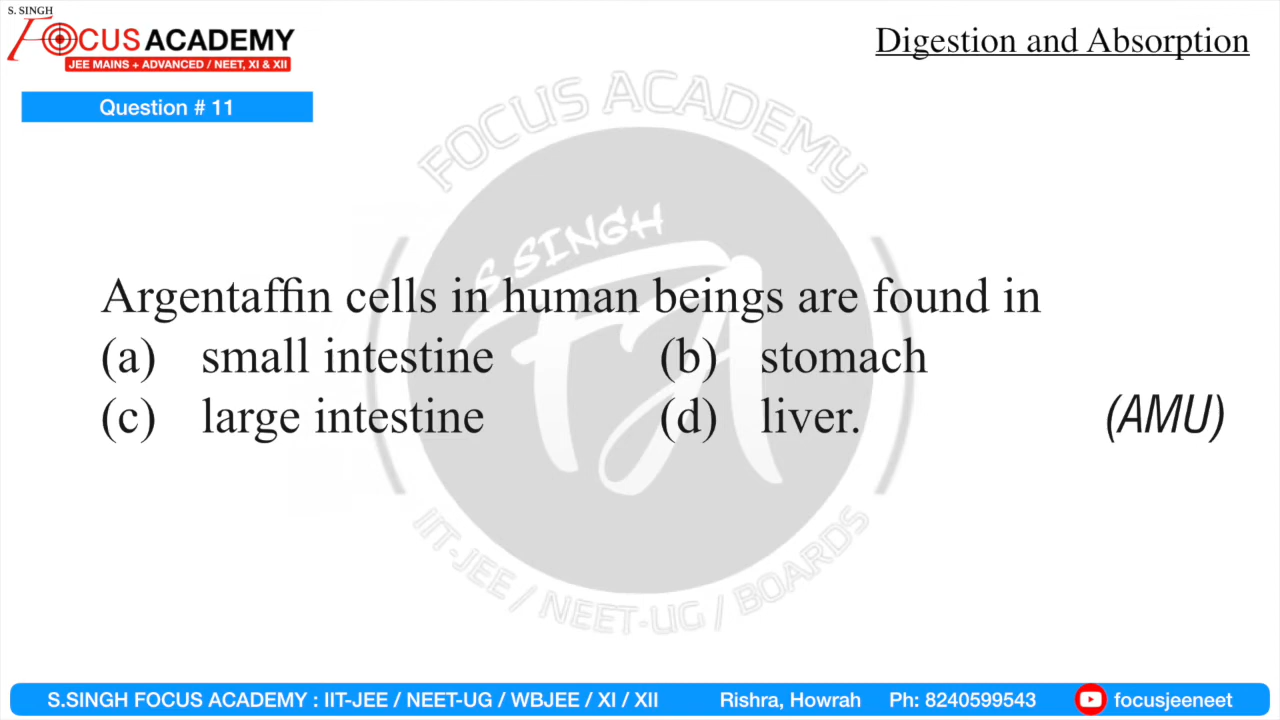 S. SINGH
FOCUS ACADEMY
JEE MAINS + ADVANCED / NEET, XI & XII
Digestion and Absorption
Question # 11
FOCUS ACADEMY
S.SINGH
FA
Argentaffin cells in human beings are found in
(a) small intestine (b) stomach
(c) large intestine (d) liver. (AMU)
IIT-JEE / NEET-UG / BOARDS
S.SINGH FOCUS ACADEMY : IIT-JEE / NEET-UG / WBJEE / XI / XII Rishra, Howrah Ph: 8240599543 focusjeeneet